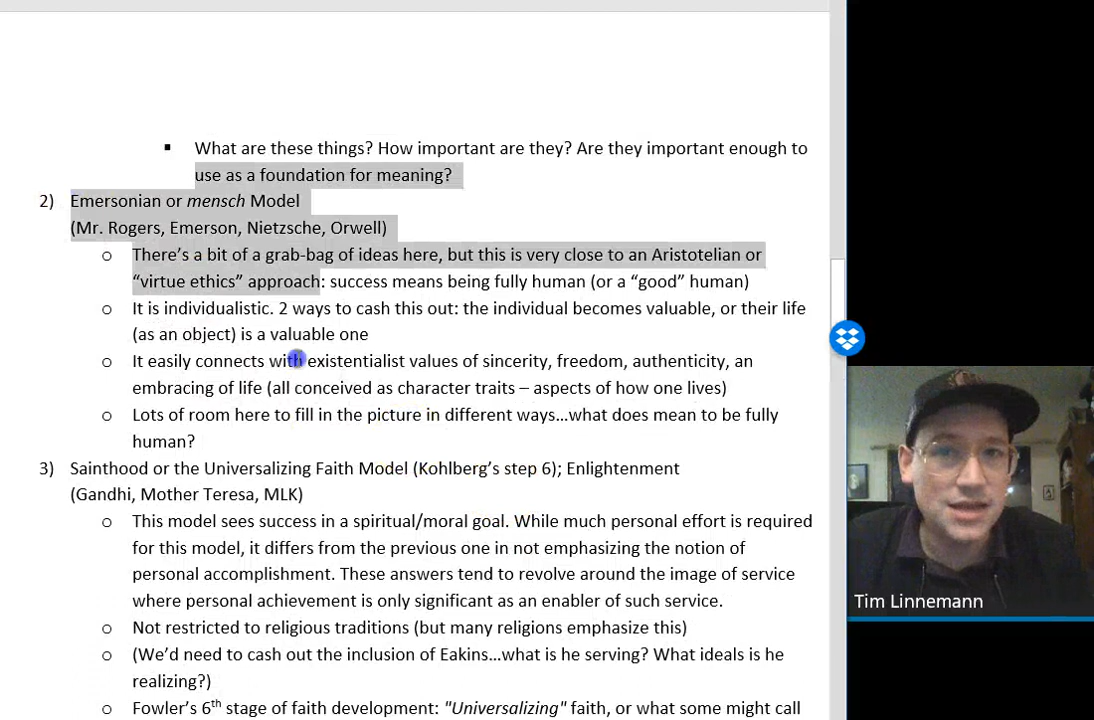 ▪ What are these things? How important are they? Are they important enough to
use as a foundation for meaning?
2) Emersonian or mensch Model
(Mr. Rogers, Emerson, Nietzsche, Orwell)
o There's a bit of a grab-bag of ideas here, but this is very close to an Aristotelian or
“virtue ethics” approach: success means being fully human (or a “good” human)
o It is individualistic. 2 ways to cash this out: the individual becomes valuable, or their life
(as an object) is a valuable one
o It easily connects with existentialist values of sincerity, freedom, authenticity, an
embracing of life (all conceived as character traits – aspects of how one lives)
o Lots of room here to fill in the picture in different ways…what does mean to be fully
human?
3) Sainthood or the Universalizing Faith Model (Kohlberg's step 6); Enlightenment
(Gandhi, Mother Teresa, MLK)
o This model sees success in a spiritual/moral goal. While much personal effort is required
for this model, it differs from the previous one in not emphasizing the notion of
personal accomplishment. These answers tend to revolve around the image of service
where personal achievement is only significant as an enabler of such service.
o Not restricted to religious traditions (but many religions emphasize this)
o (We'd need to cash out the inclusion of Eakins…what is he serving? What ideals is he
realizing?)
o Fowler's 6th stage of faith development: "Universalizing" faith, or what some might call
Tim Linnemann